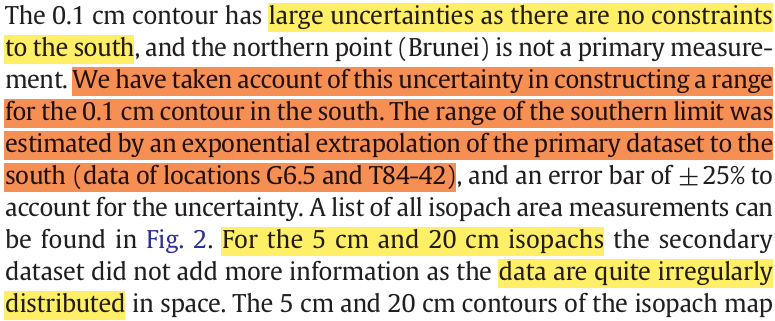 The 0.1 cm contour has large uncertainties as there are no constraints
to the south, and the northern point (Brunei) is not a primary measure-
ment. We have taken account of this uncertainty in constructing a range
for the 0.1 cm contour in the south. The range of the southern limit was
estimated by an exponential extrapolation of the primary dataset to the
south (data of locations G6.5 and T84-42), and an error bar of ±25% to
account for the uncertainty. A list of all isopach area measurements can
be found in Fig. 2. For the 5 cm and 20 cm isopachs the secondary
dataset did not add more information as the data are quite irregularly
distributed in space. The 5 cm and 20 cm contours of the isopach map